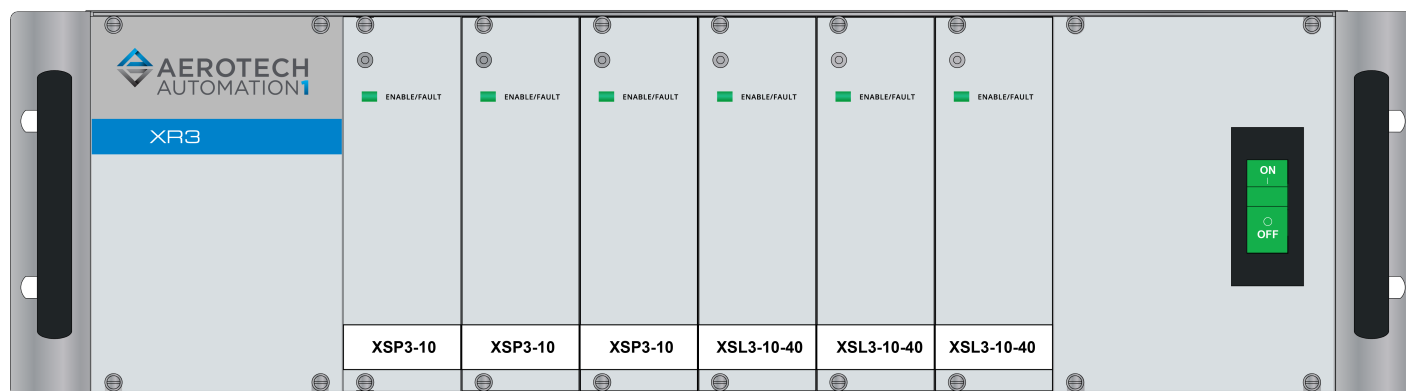 AEROTECH
AUTOMATION1
XR3
ENABLE/FAULT
ENABLE/FAULT
ENABLE/FAULT
ENABLE/FAULT
ENABLE/FAULT
ENABLE/FAULT
ON
OFF
XSP3-10
XSP3-10
XSP3-10
XSL3-10-40
XSL3-10-40
XSL3-10-40